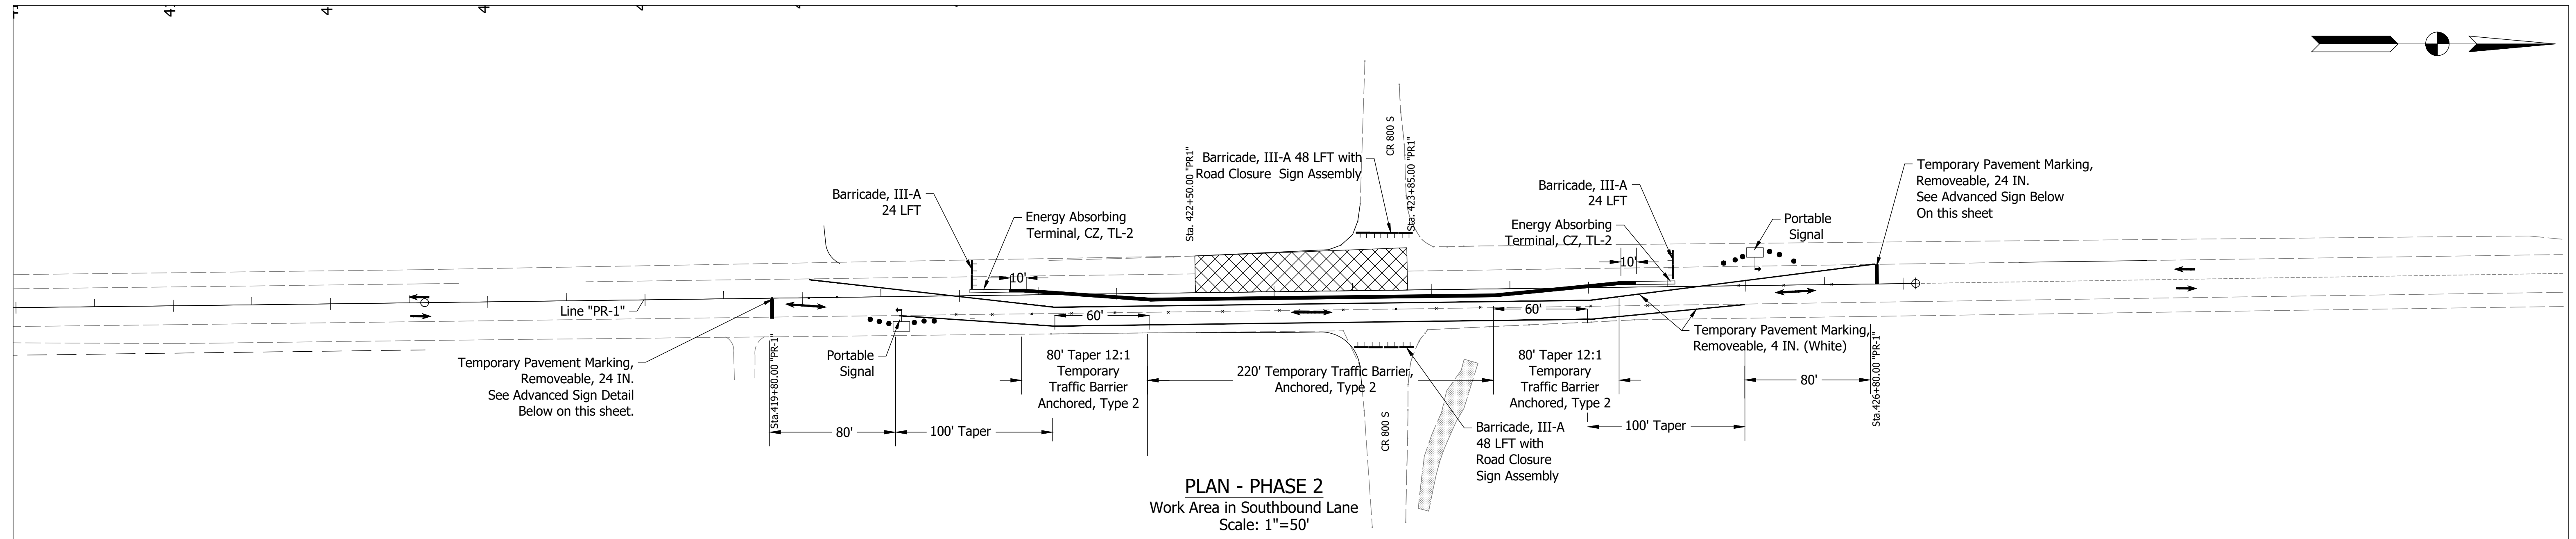 Barricade, III-A
24 LFT
Energy Absorbing
Terminal, CZ, TL-2
10'
Sta. 422+50.00 "PR1"
Barricade, III-A 48 LFT with
Road Closure Sign Assembly
CR 800 S
Sta. 423+85.00 "PR1"
Barricade, III-A
24 LFT
Energy Absorbing
Terminal, CZ, TL-2
10'
Portable
Signal
Temporary Pavement Marking,
Removeable, 24 IN.
See Advanced Sign Below
On this sheet
Line "PR-1"
60'
60'
Temporary Pavement Marking,
Removeable, 4 IN. (White)
Temporary Pavement Marking,
Removeable, 24 IN.
See Advanced Sign Detail
Below on this sheet.
Sta.419+80.00 "PR-1"
Portable
Signal
80' Taper 12:1
Temporary
Traffic Barrier
Anchored, Type 2
220' Temporary Traffic Barrier,
Anchored, Type 2
80' Taper 12:1
Temporary
Traffic Barrier
Anchored, Type 2
80'
Sta.426+80.00 "PR-1"
80'
100' Taper
CR 800 S
100' Taper
Barricade, III-A
48 LFT with
Road Closure
Sign Assembly
PLAN - PHASE 2
Work Area in Southbound Lane
Scale: 1"=50'